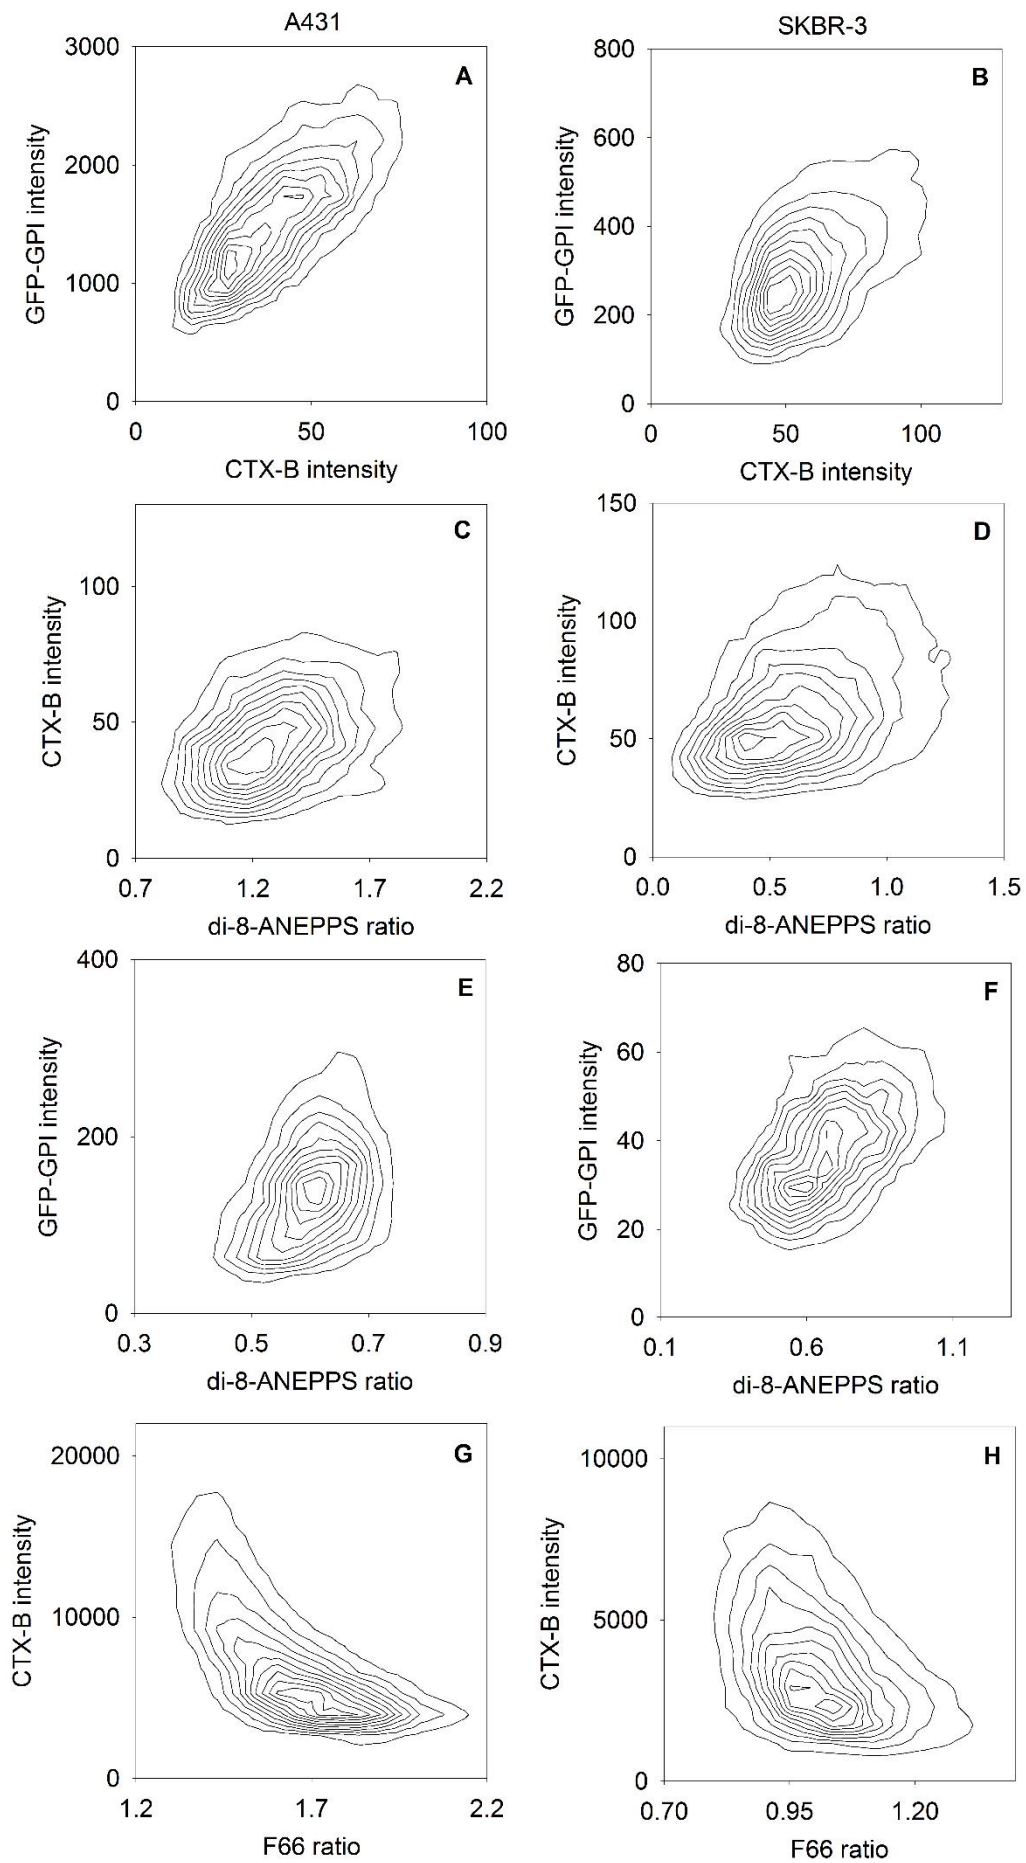 A431
SKBR-3
3000
2000
1000
0
0
50
100
GFP-GPI intensity
CTX-B intensity
A
800
600
400
200
0
0
50
100
GFP-GPI intensity
CTX-B intensity
B
100
50
0
0.7
1.2
1.7
2.2
CTX-B intensity
di-8-ANEPPS ratio
C
150
100
50
0
0.0
0.5
1.0
1.5
CTX-B intensity
di-8-ANEPPS ratio
D
400
200
0
0.3
0.5
0.7
0.9
GFP-GPI intensity
di-8-ANEPPS ratio
E
80
60
40
20
0
0.1
0.6
1.1
GFP-GPI intensity
di-8-ANEPPS ratio
F
20000
10000
0
1.2
1.7
2.2
CTX-B intensity
F66 ratio
G
10000
5000
0
0.70
0.95
1.20
CTX-B intensity
F66 ratio
H